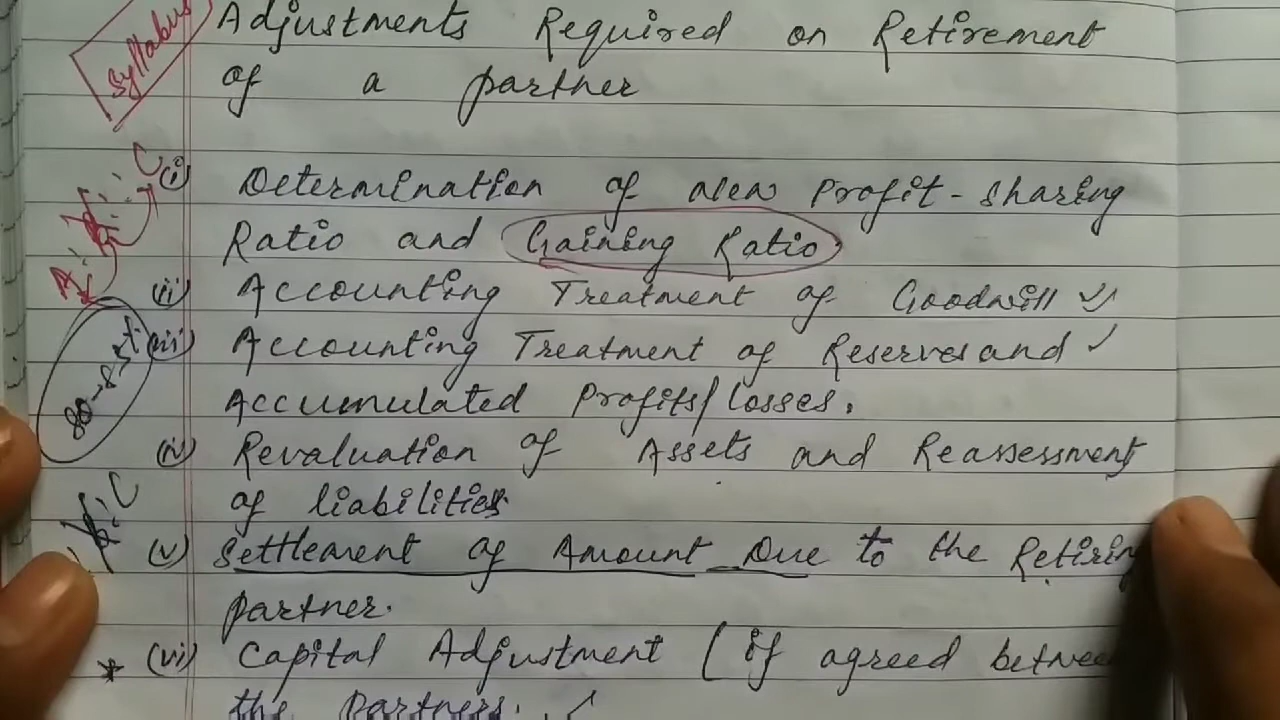 Syllabus
Adjustments Required on Retirement
of a partner
(i) Determination of New Profit-Sharing
Ratio and Gaining Ratio.
(ii) Accounting Treatment of Goodwill
(iii) Accounting Treatment of Reserves and
Accumulated Profits/Losses.
(iv) Revaluation of Assets and Reassessment
of liabilities
(v) Settlement of Amount Due to the Retirin
partner.
(vi) Capital Adjustment (if agreed betwee
the partners.